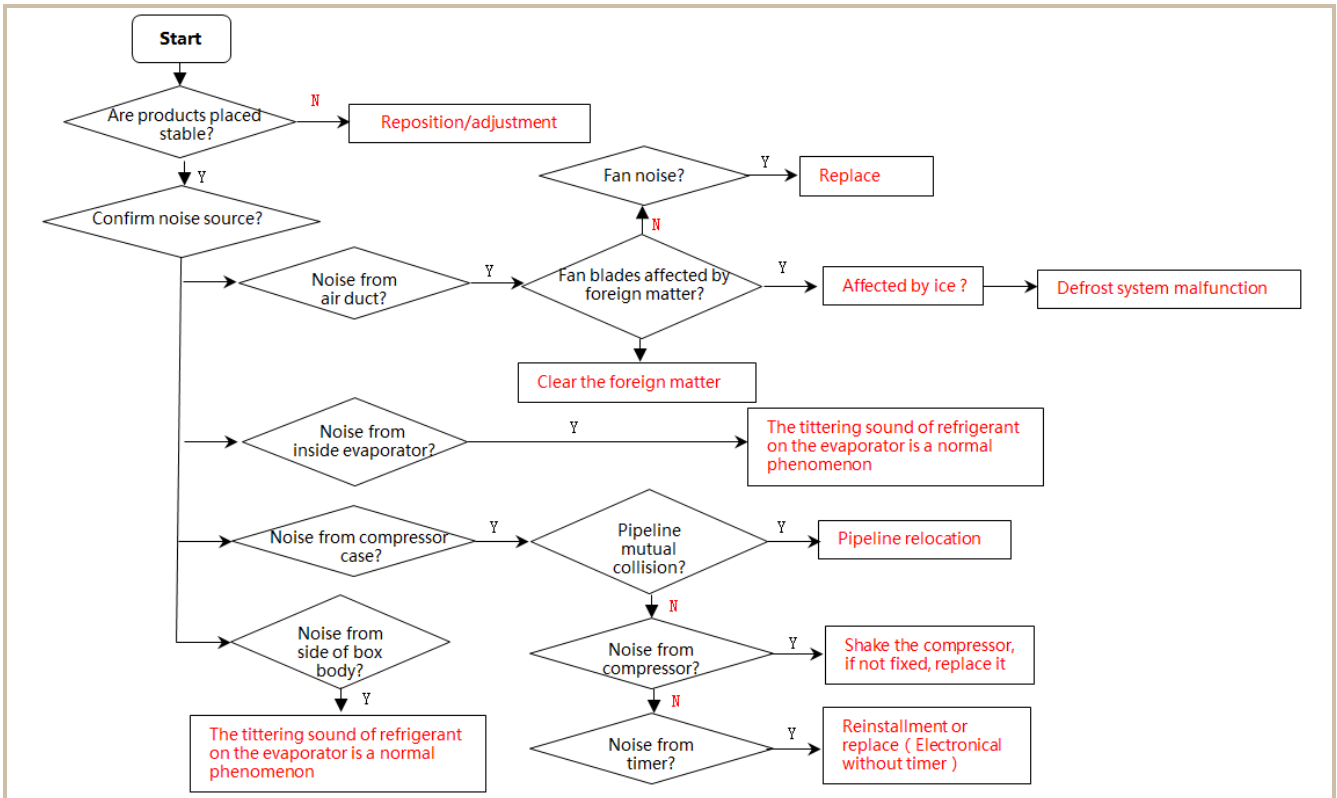 Start
Are products placed
stable?
N
Reposition/adjustment
Y
Confirm noise source?
Fan noise?
Y
Replace
N
Noise from
air duct?
Y
Fan blades affected by
foreign matter?
Y
Affected by ice ?
Defrost system malfunction
Clear the foreign matter
Noise from
inside evaporator?
Y
The tittering sound of refrigerant
on the evaporator is a normal
phenomenon
Noise from compressor
case?
Y
Pipeline
mutual
collision?
Y
Pipeline relocation
N
Noise from
side of box
body?
Y
The tittering sound of refrigerant
on the evaporator is a normal
phenomenon
Noise from
compressor?
Y
Shake the compressor,
if not fixed, replace it
N
Noise from
timer?
Y
Reinstallment or
replace ( Electronical
without timer )